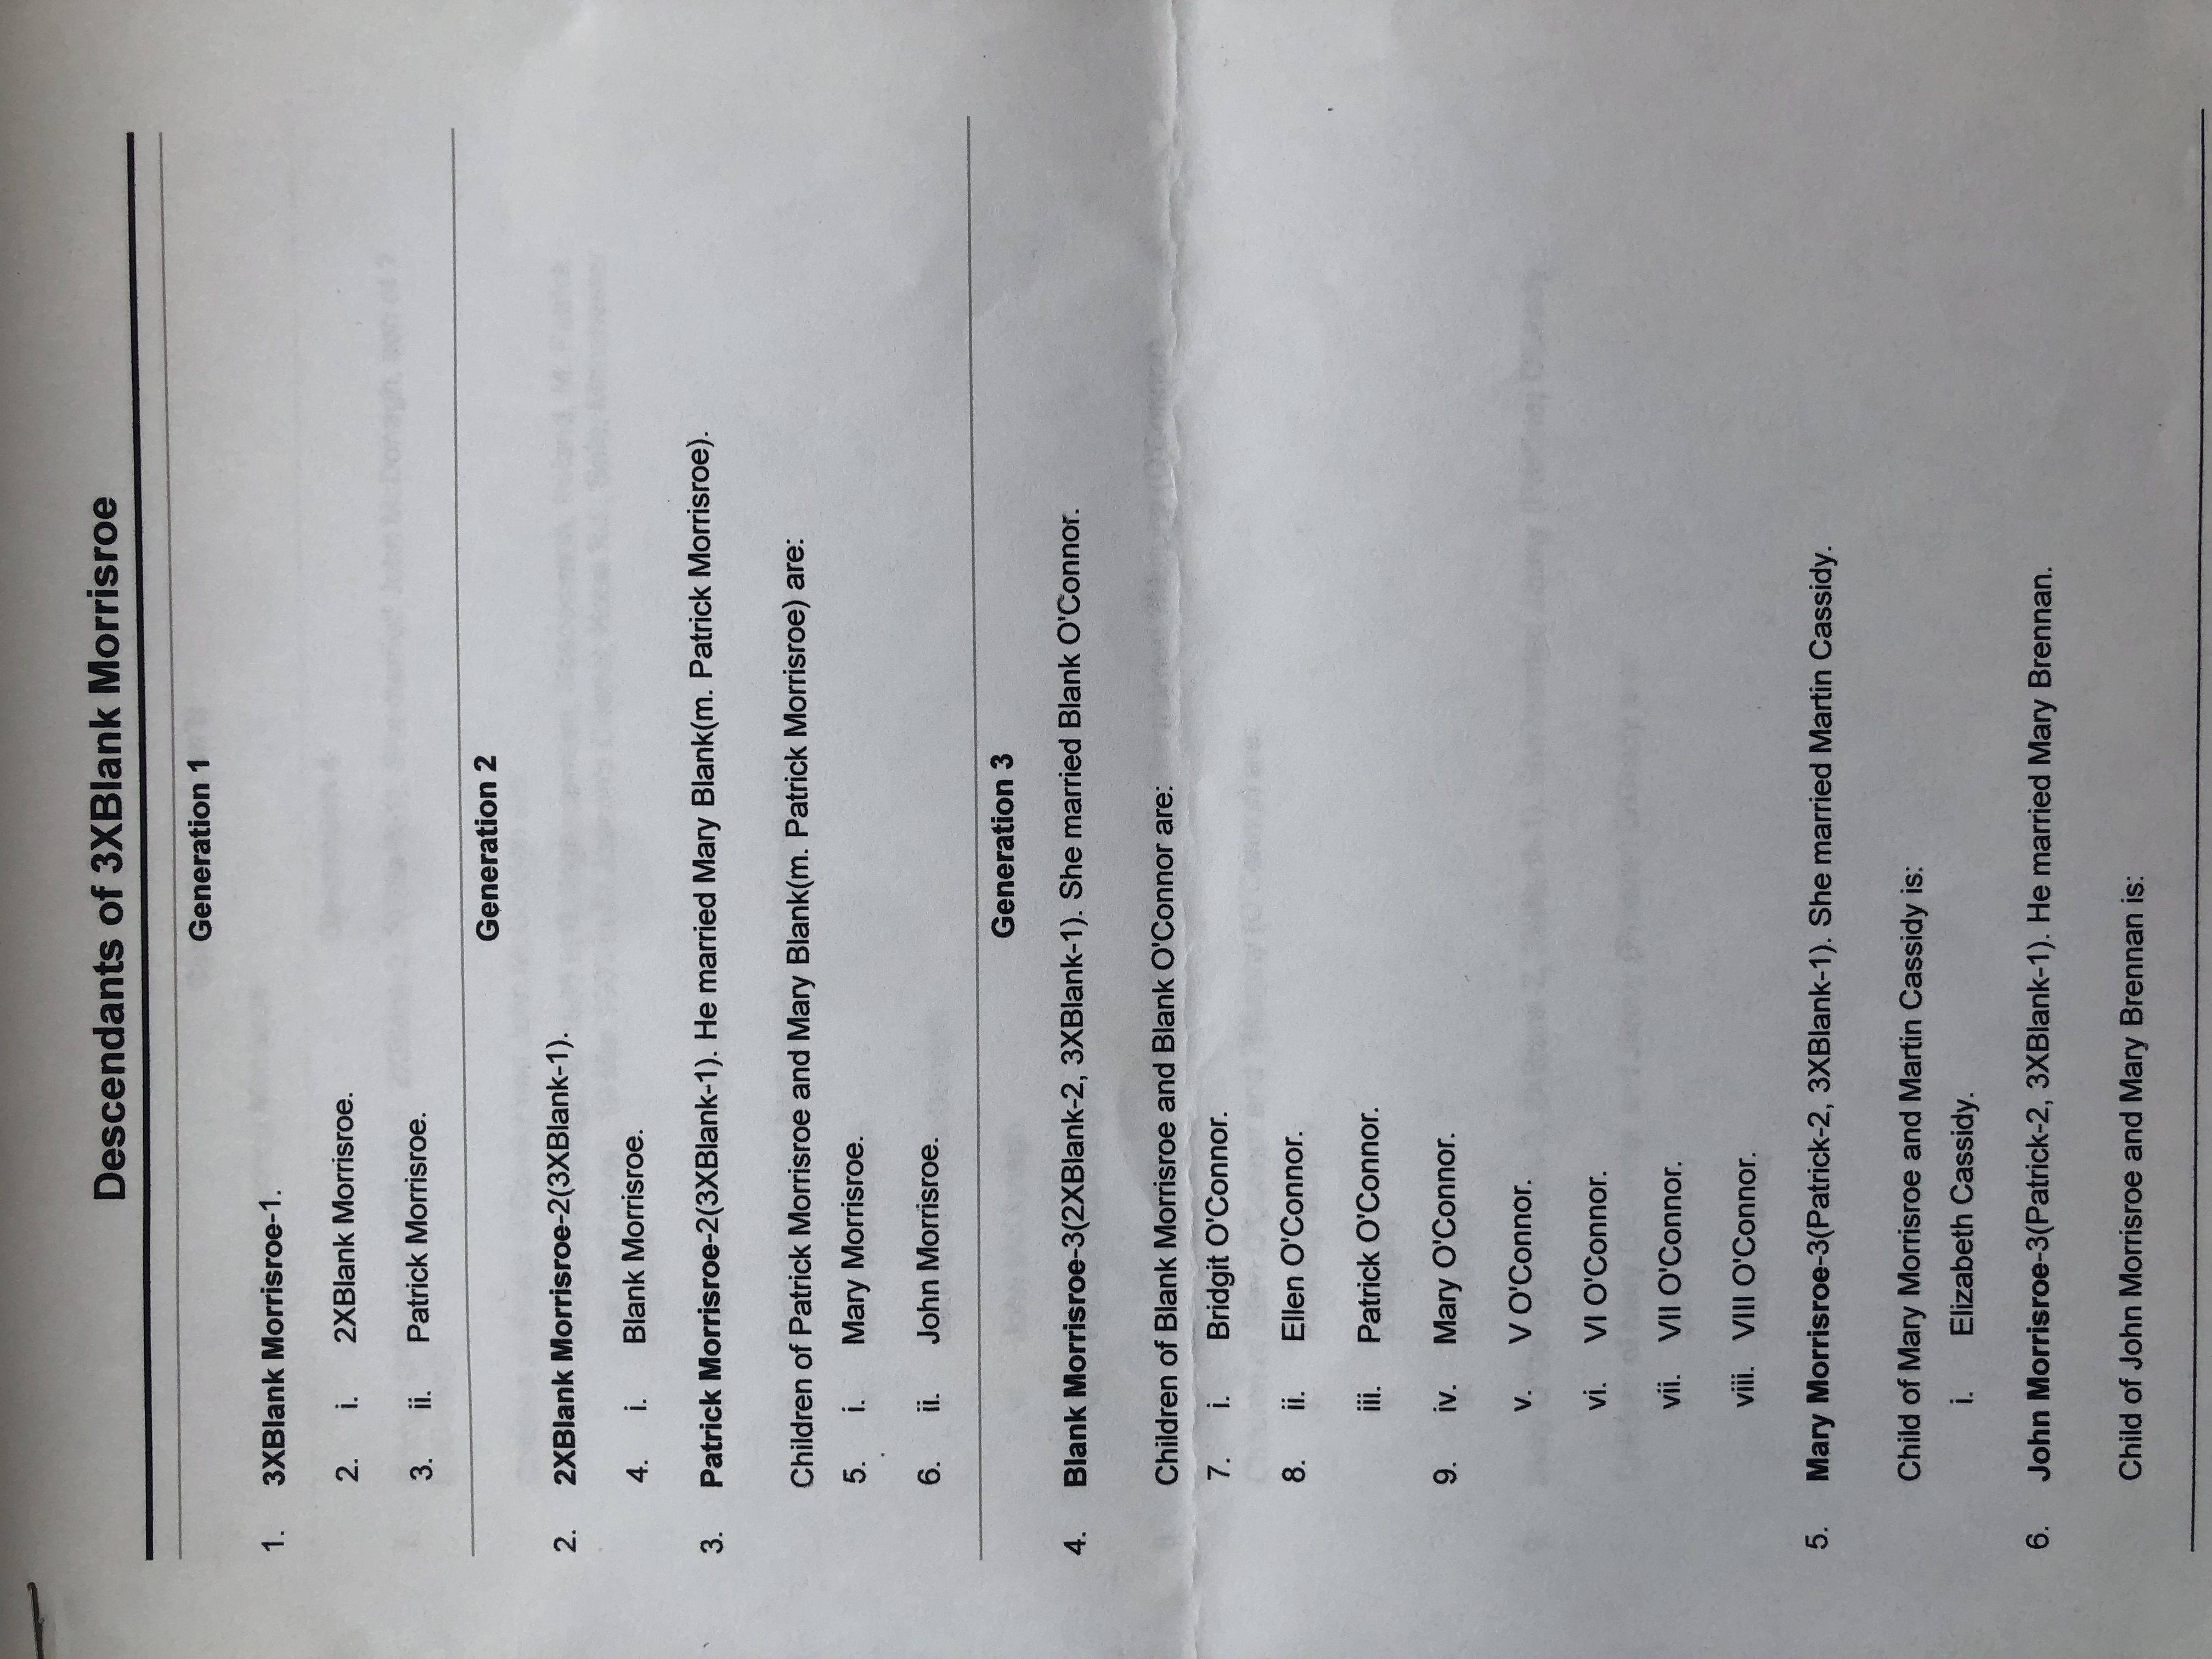 Descendants of 3XBlank Morrisroe
Generation 1
1. 3XBlank Morrisroe-1.
2. i. 2XBlank Morrisroe.
3. ii. Patrick Morrisroe.
Generation 2
2. 2XBlank Morrisroe-2(3XBlank-1).
4. i. Blank Morrisroe.
3. Patrick Morrisroe-2(3XBlank-1). He married Mary Blank(m. Patrick Morrisroe).
Children of Patrick Morrisroe and Mary Blank(m. Patrick Morrisroe) are:
5. i. Mary Morrisroe.
6. ii. John Morrisroe.
Generation 3
4. Blank Morrisroe-3(2XBlank-2, 3XBlank-1). She married Blank O'Connor.
Children of Blank Morrisroe and Blank O'Connor are:
7. i. Bridgit O'Connor.
8. ii. Ellen O'Connor.
iii. Patrick O'Connor.
9. iv. Mary O'Connor.
v. V O'Connor.
vi. VI O'Connor.
vii. VII O'Connor.
viii. VIII O'Connor.
5. Mary Morrisroe-3(Patrick-2, 3XBlank-1). She married Martin Cassidy.
Child of Mary Morrisroe and Martin Cassidy is:
i. Elizabeth Cassidy.
6. John Morrisroe-3(Patrick-2, 3XBlank-1). He married Mary Brennan.
Child of John Morrisroe and Mary Brennan is: